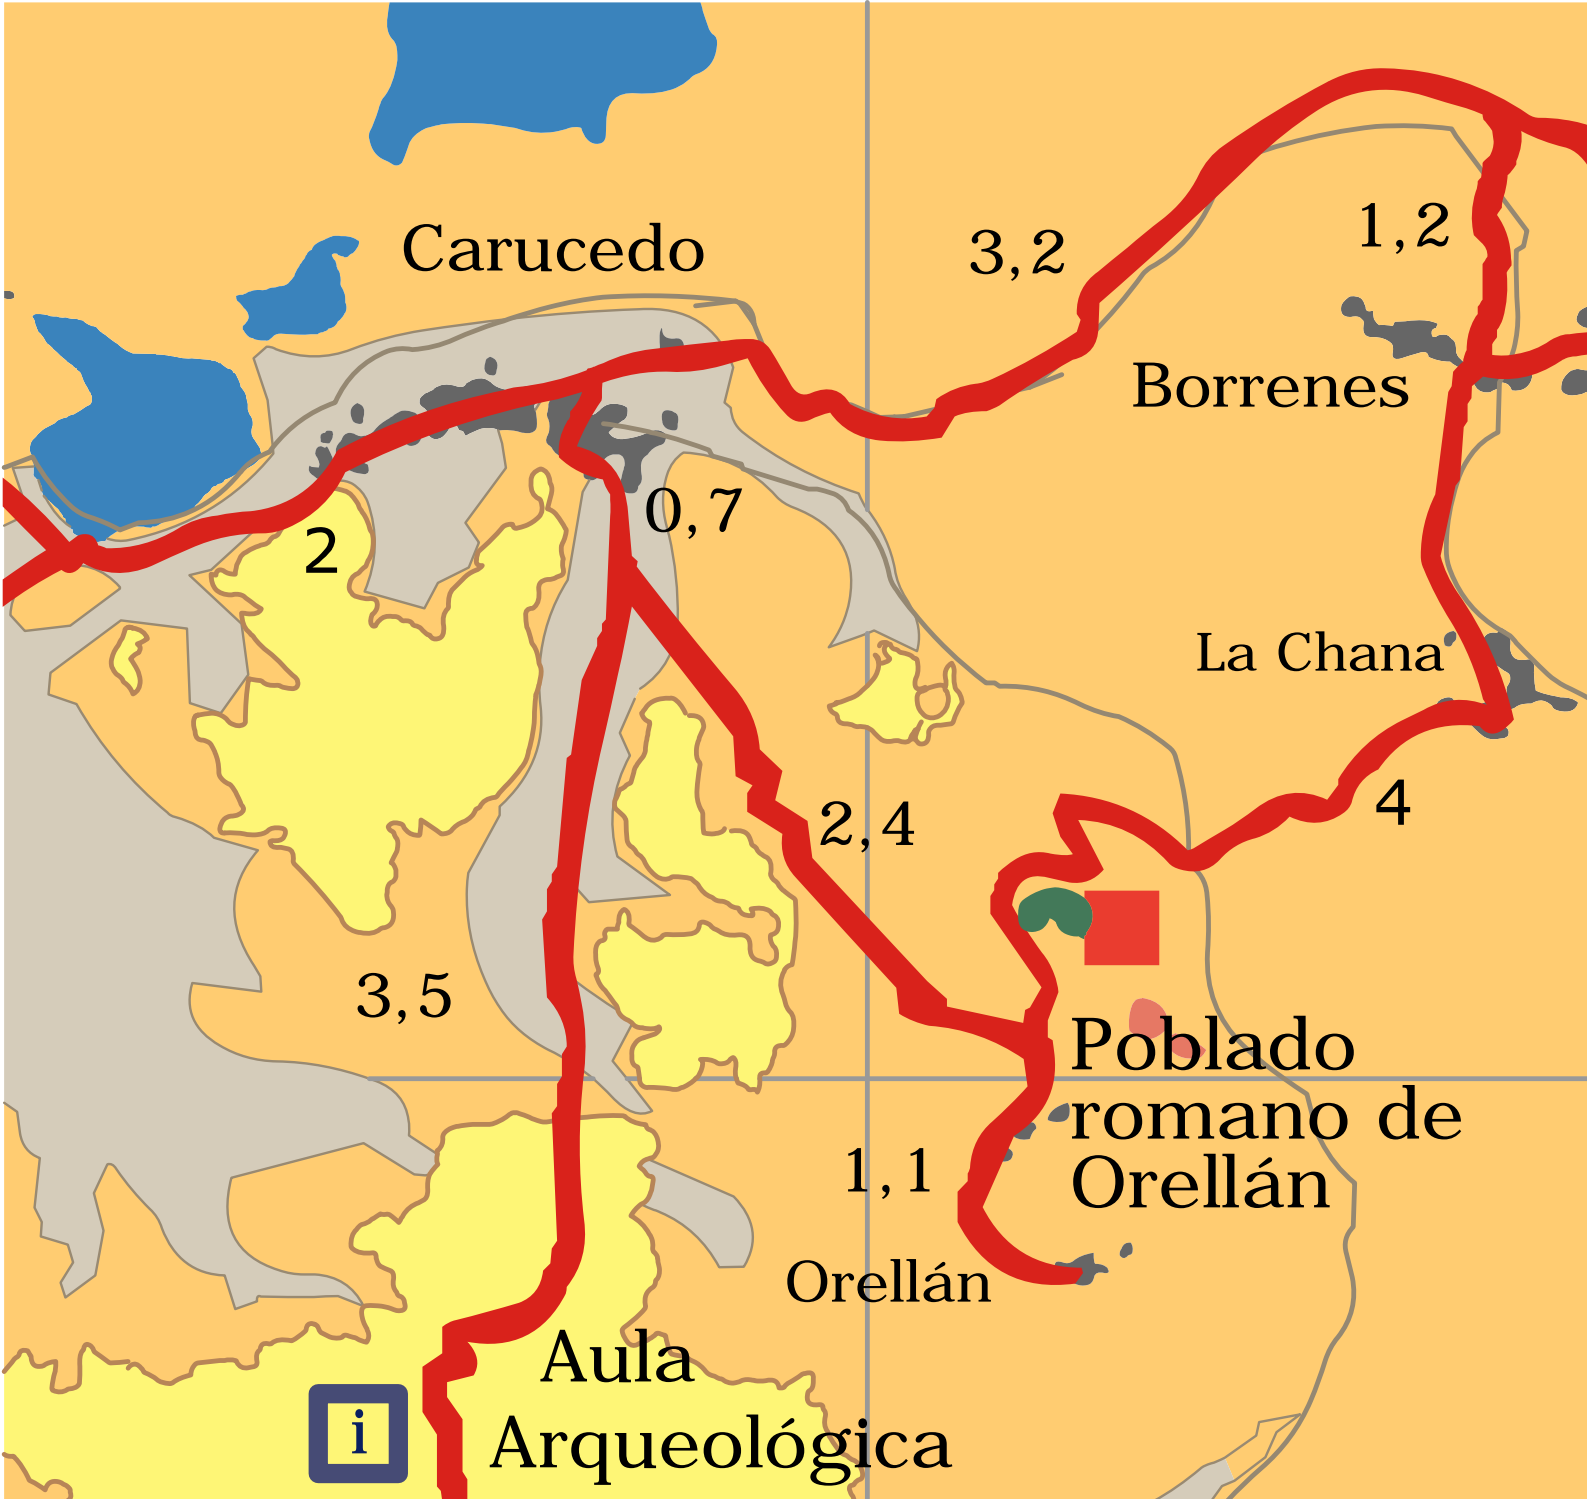 Carucedo
3,2
1,2
Borrenes
0,7
2
La Chana
4
2,4
3,5
Poblado
romano de
Orellán
1,1
Orellán
Aula
Arqueológica
i